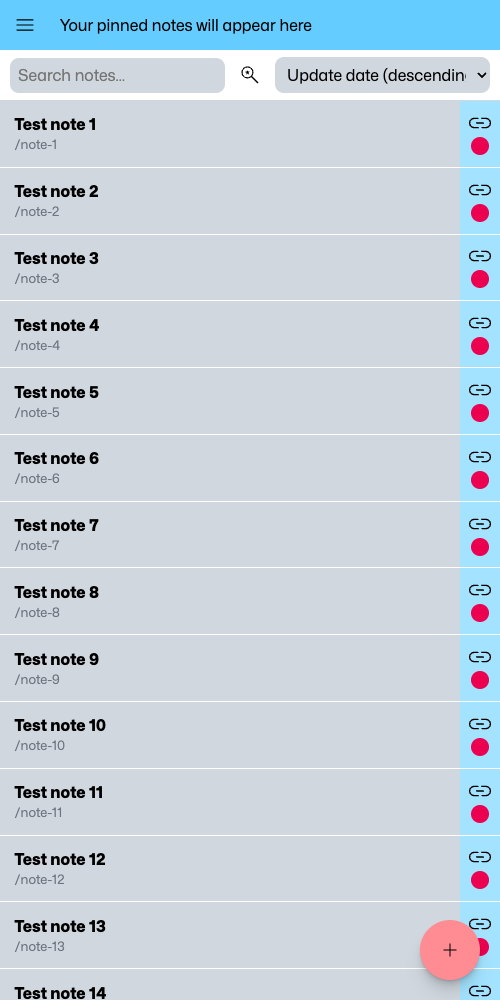 Your pinned notes will appear here
Search notes...
Update date (descendin
Test note 1
/note-1
Test note 2
/note-2
Test note 3
/note-3
Test note 4
/note-4
Test note 5
/note-5
Test note 6
/note-6
Test note 7
/note-7
Test note 8
/note-8
Test note 9
/note-9
Test note 10
/note-10
Test note 11
/note-11
Test note 12
/note-12
Test note 13
/note-13
Test note 14